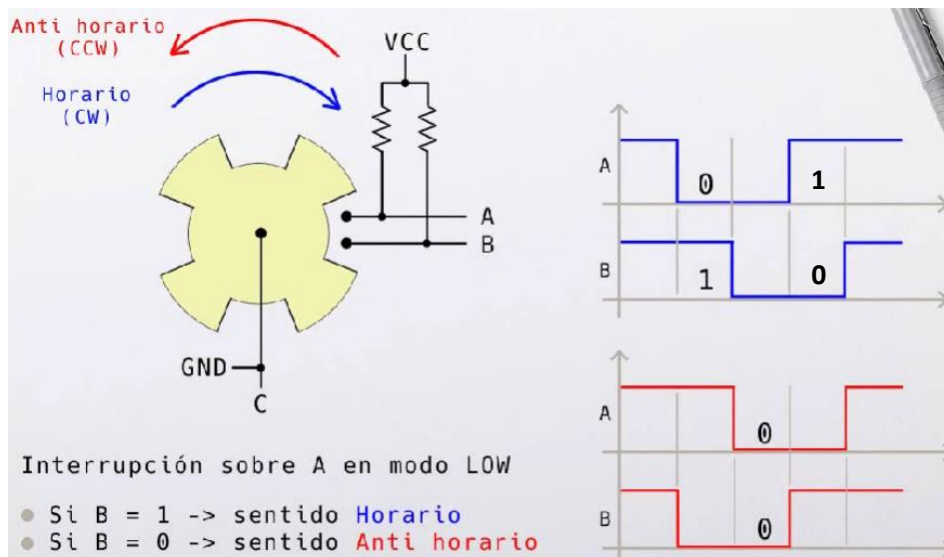 Anti horario
(CCW)
Horario
(CW)
VCC
A
B
GND
C
A
0 1
B
1 0
A
0
B
0
Interrupción sobre A en modo LOW
Si B = 1 -> sentido Horario
Si B = 0 -> sentido Anti horario